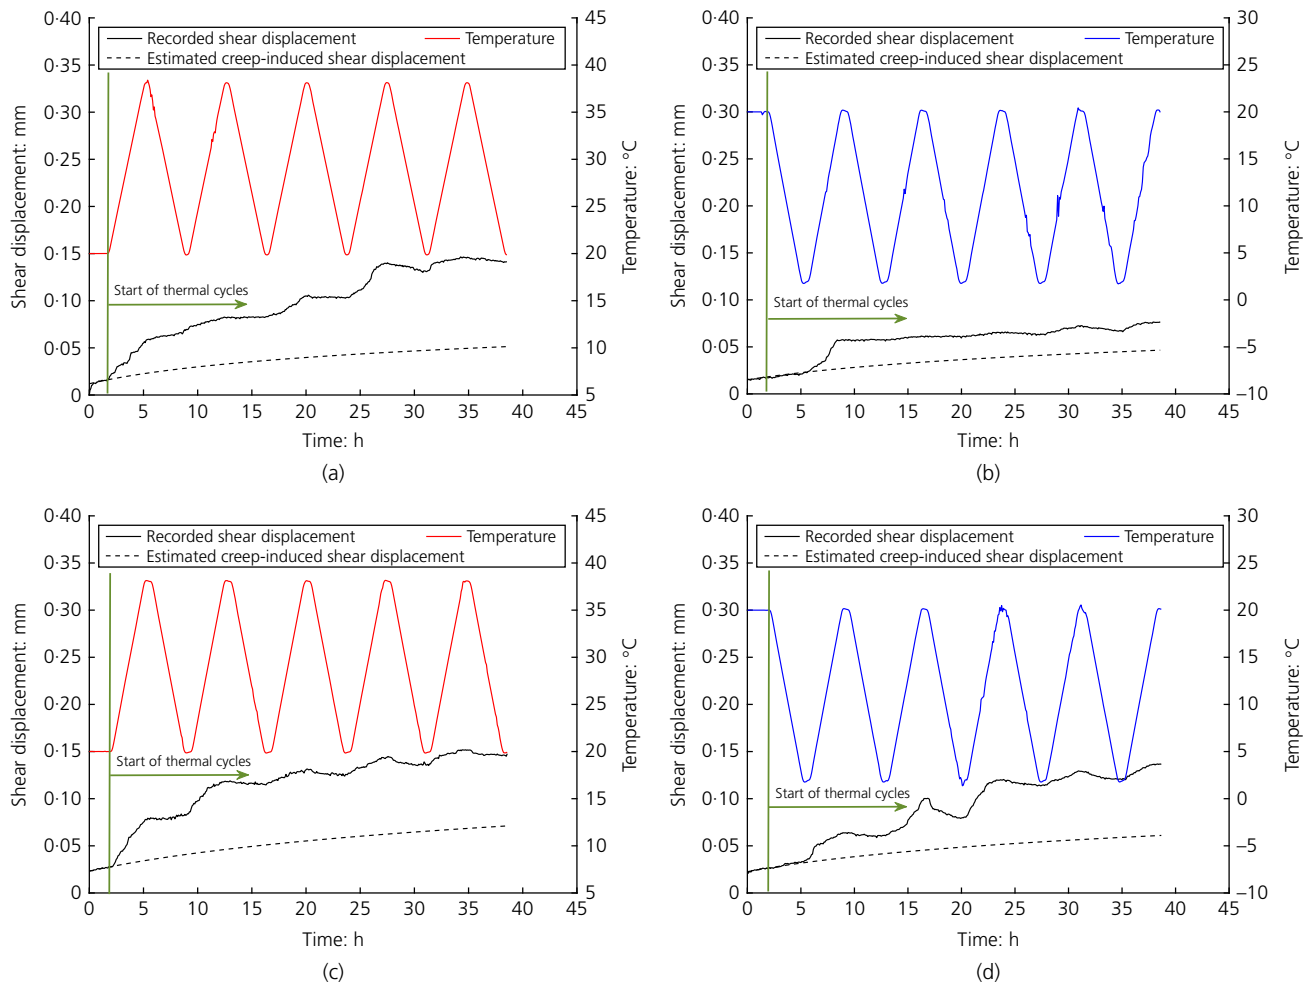 0·40
0·35
0·30
0·25
0·20
0·15
0·10
0·05
0
Shear displacement: mm
Recorded shear displacement
Temperature
Estimated creep-induced shear displacement
Start of thermal cycles
45
40
35
30
25
20
15
10
5
Temperature: °C
0 5 10 15 20 25 30 35 40 45
Time: h
(a)
0·40
0·35
0·30
0·25
0·20
0·15
0·10
0·05
0
Shear displacement: mm
Recorded shear displacement
Temperature
Estimated creep-induced shear displacement
Start of thermal cycles
30
25
20
15
10
5
0
−5
−10
Temperature: °C
0 5 10 15 20 25 30 35 40 45
Time: h
(b)
0·40
0·35
0·30
0·25
0·20
0·15
0·10
0·05
0
Shear displacement: mm
Recorded shear displacement
Temperature
Estimated creep-induced shear displacement
Start of thermal cycles
45
40
35
30
25
20
15
10
5
Temperature: °C
0 5 10 15 20 25 30 35 40 45
Time: h
(c)
0·40
0·35
0·30
0·25
0·20
0·15
0·10
0·05
0
Shear displacement: mm
Recorded shear displacement
Temperature
Estimated creep-induced shear displacement
Start of thermal cycles
30
25
20
15
10
5
0
−5
−10
Temperature: °C
0 5 10 15 20 25 30 35 40 45
Time: h
(d)